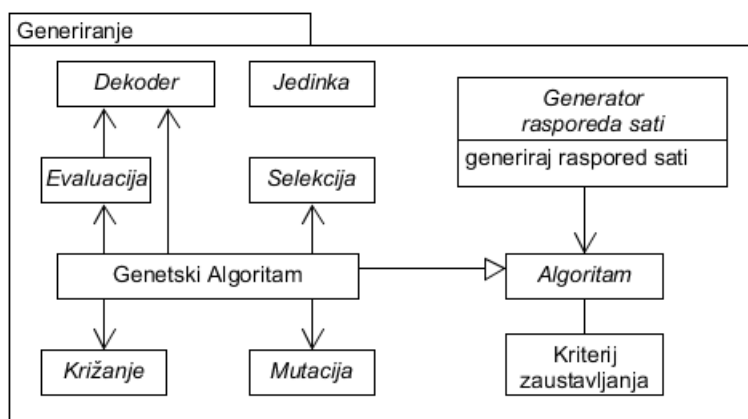 Generiranje
Dekoder
Jedinka
Generator
rasporeda sati
generiraj raspored sati
Evaluacija
Selekcija
Genetski Algoritam
Algoritam
Križanje
Mutacija
Kriterij
zaustavljanja